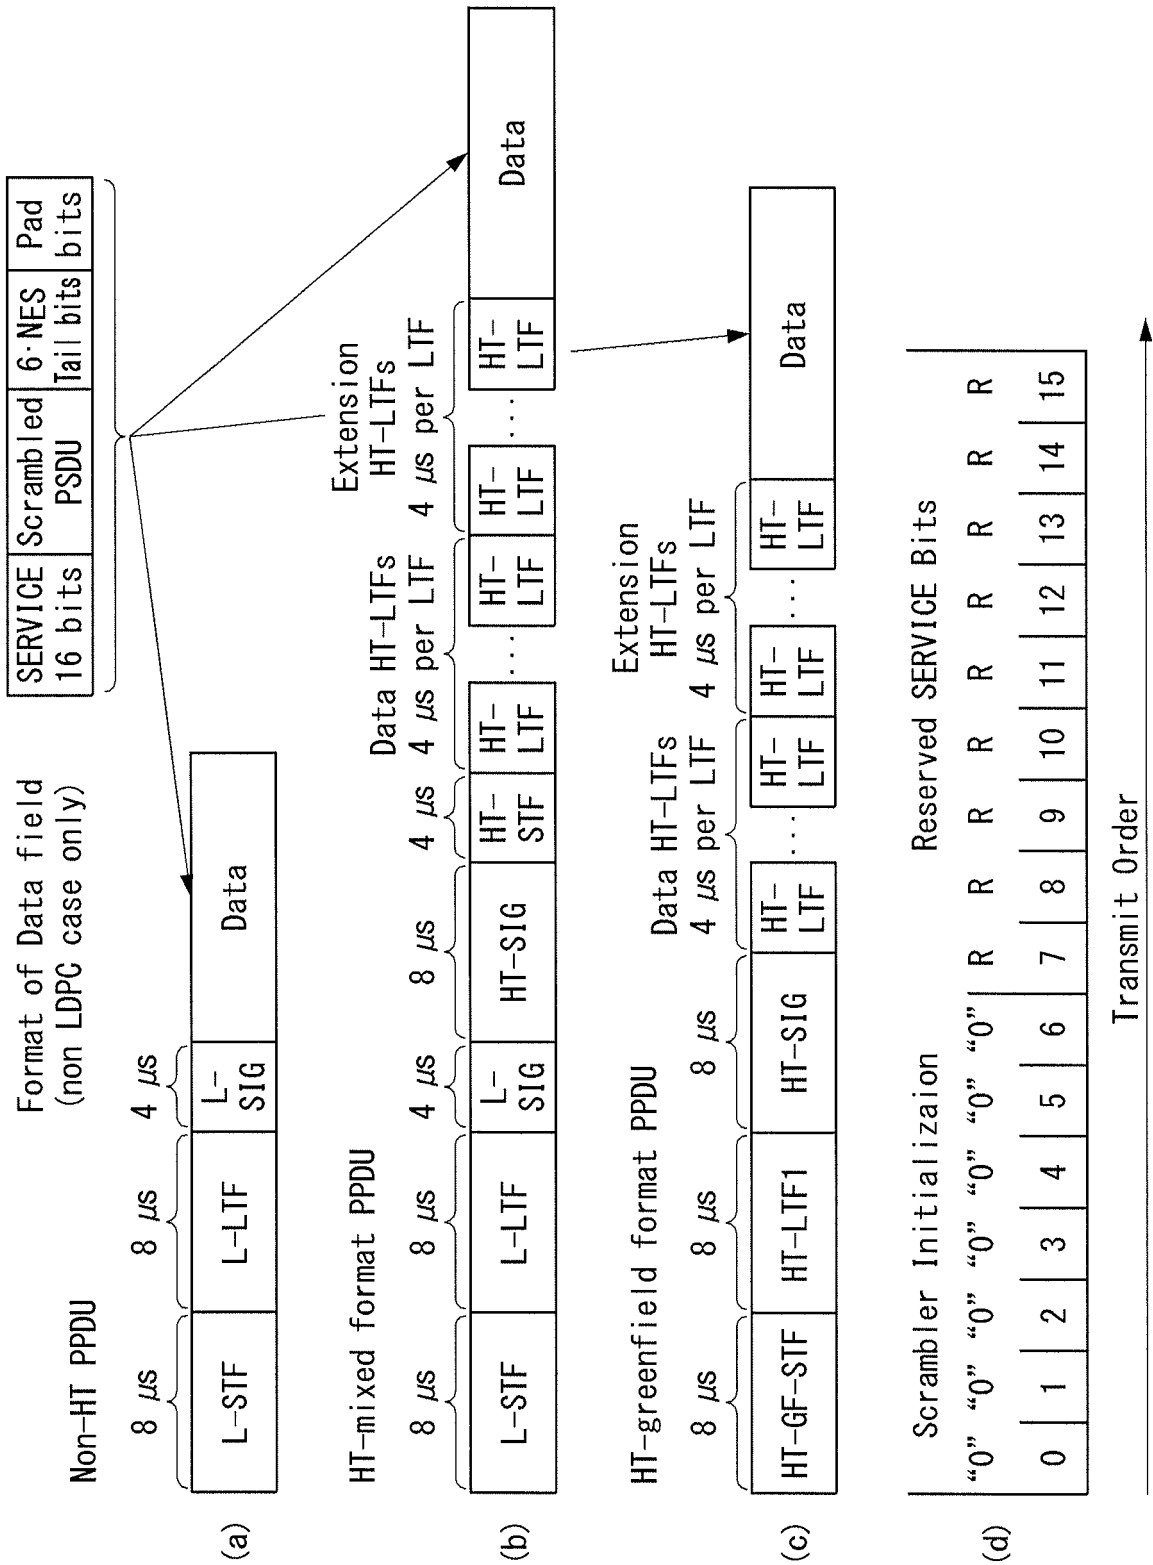 Format of Data field
(non LDPC case only)
SERVICE
16 bits
Scrambled
PSDU
6·NES
Tail bits
Pad
bits
Non-HT PPDU
8 μs
8 μs
4 μs
(a)
L-STF
L-LTF
L-
SIG
Data
HT-mixed format PPDU
Data HT-LTFs
4 μs per LTF
Extension
HT-LTFs
4 μs per LTF
8 μs
8 μs
4 μs
8 μs
4 μs
(b)
L-STF
L-LTF
L-
SIG
HT-SIG
HT-
STF
HT-
LTF
....
HT-
LTF
HT-
LTF
....
HT-
LTF
Data
HT-greenfield format PPDU
Data HT-LTFs
4 μs per LTF
Extension
HT-LTFs
4 μs per LTF
8 μs
8 μs
8 μs
(c)
HT-GF-STF
HT-LTF1
HT-SIG
HT-
LTF
....
HT-
LTF
HT-
LTF
....
HT-
LTF
Data
Scrambler Initializaion
Reserved SERVICE Bits
“0” “0” “0” “0” “0” “0” “0” R R R R R R R R R
(d)
0 1 2 3 4 5 6 7 8 9 10 11 12 13 14 15
Transmit Order